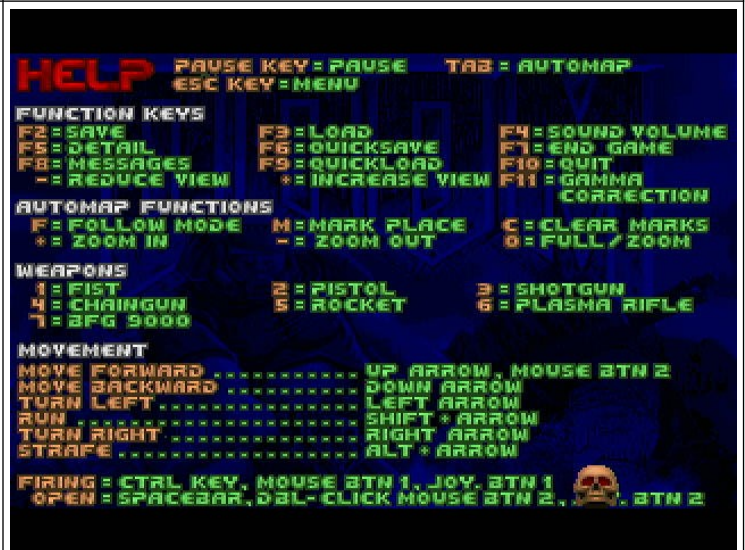 HELP PAUSE KEY = PAUSE TAB = AUTOMAP
ESC KEY = MENU
FUNCTION KEYS
F2 = SAVE F3 = LOAD F4 = SOUND VOLUME
F5 = DETAIL F6 = QUICKSAVE F7 = END GAME
F8 = MESSAGES F9 = QUICKLOAD F10 = QUIT
- = REDUCE VIEW + = INCREASE VIEW F11 = GAMMA
CORRECTION
AUTOMAP FUNCTIONS
F = FOLLOW MODE M = MARK PLACE C = CLEAR MARKS
+ = ZOOM IN - = ZOOM OUT 0 = FULL/ZOOM
WEAPONS
1 = FIST 2 = PISTOL 3 = SHOTGUN
4 = CHAINGUN 5 = ROCKET 6 = PLASMA RIFLE
7 = BFG 9000
MOVEMENT
MOVE FORWARD ............ UP ARROW, MOUSE BTN 2
MOVE BACKWARD ............ DOWN ARROW
TURN LEFT ................ LEFT ARROW
RUN ...................... SHIFT + ARROW
TURN RIGHT ............... RIGHT ARROW
STRAFE ................... ALT + ARROW
FIRING = CTRL KEY, MOUSE BTN 1, JOY. BTN 1
OPEN = SPACEBAR, DBL-CLICK MOUSE BTN 2, . BTN 2